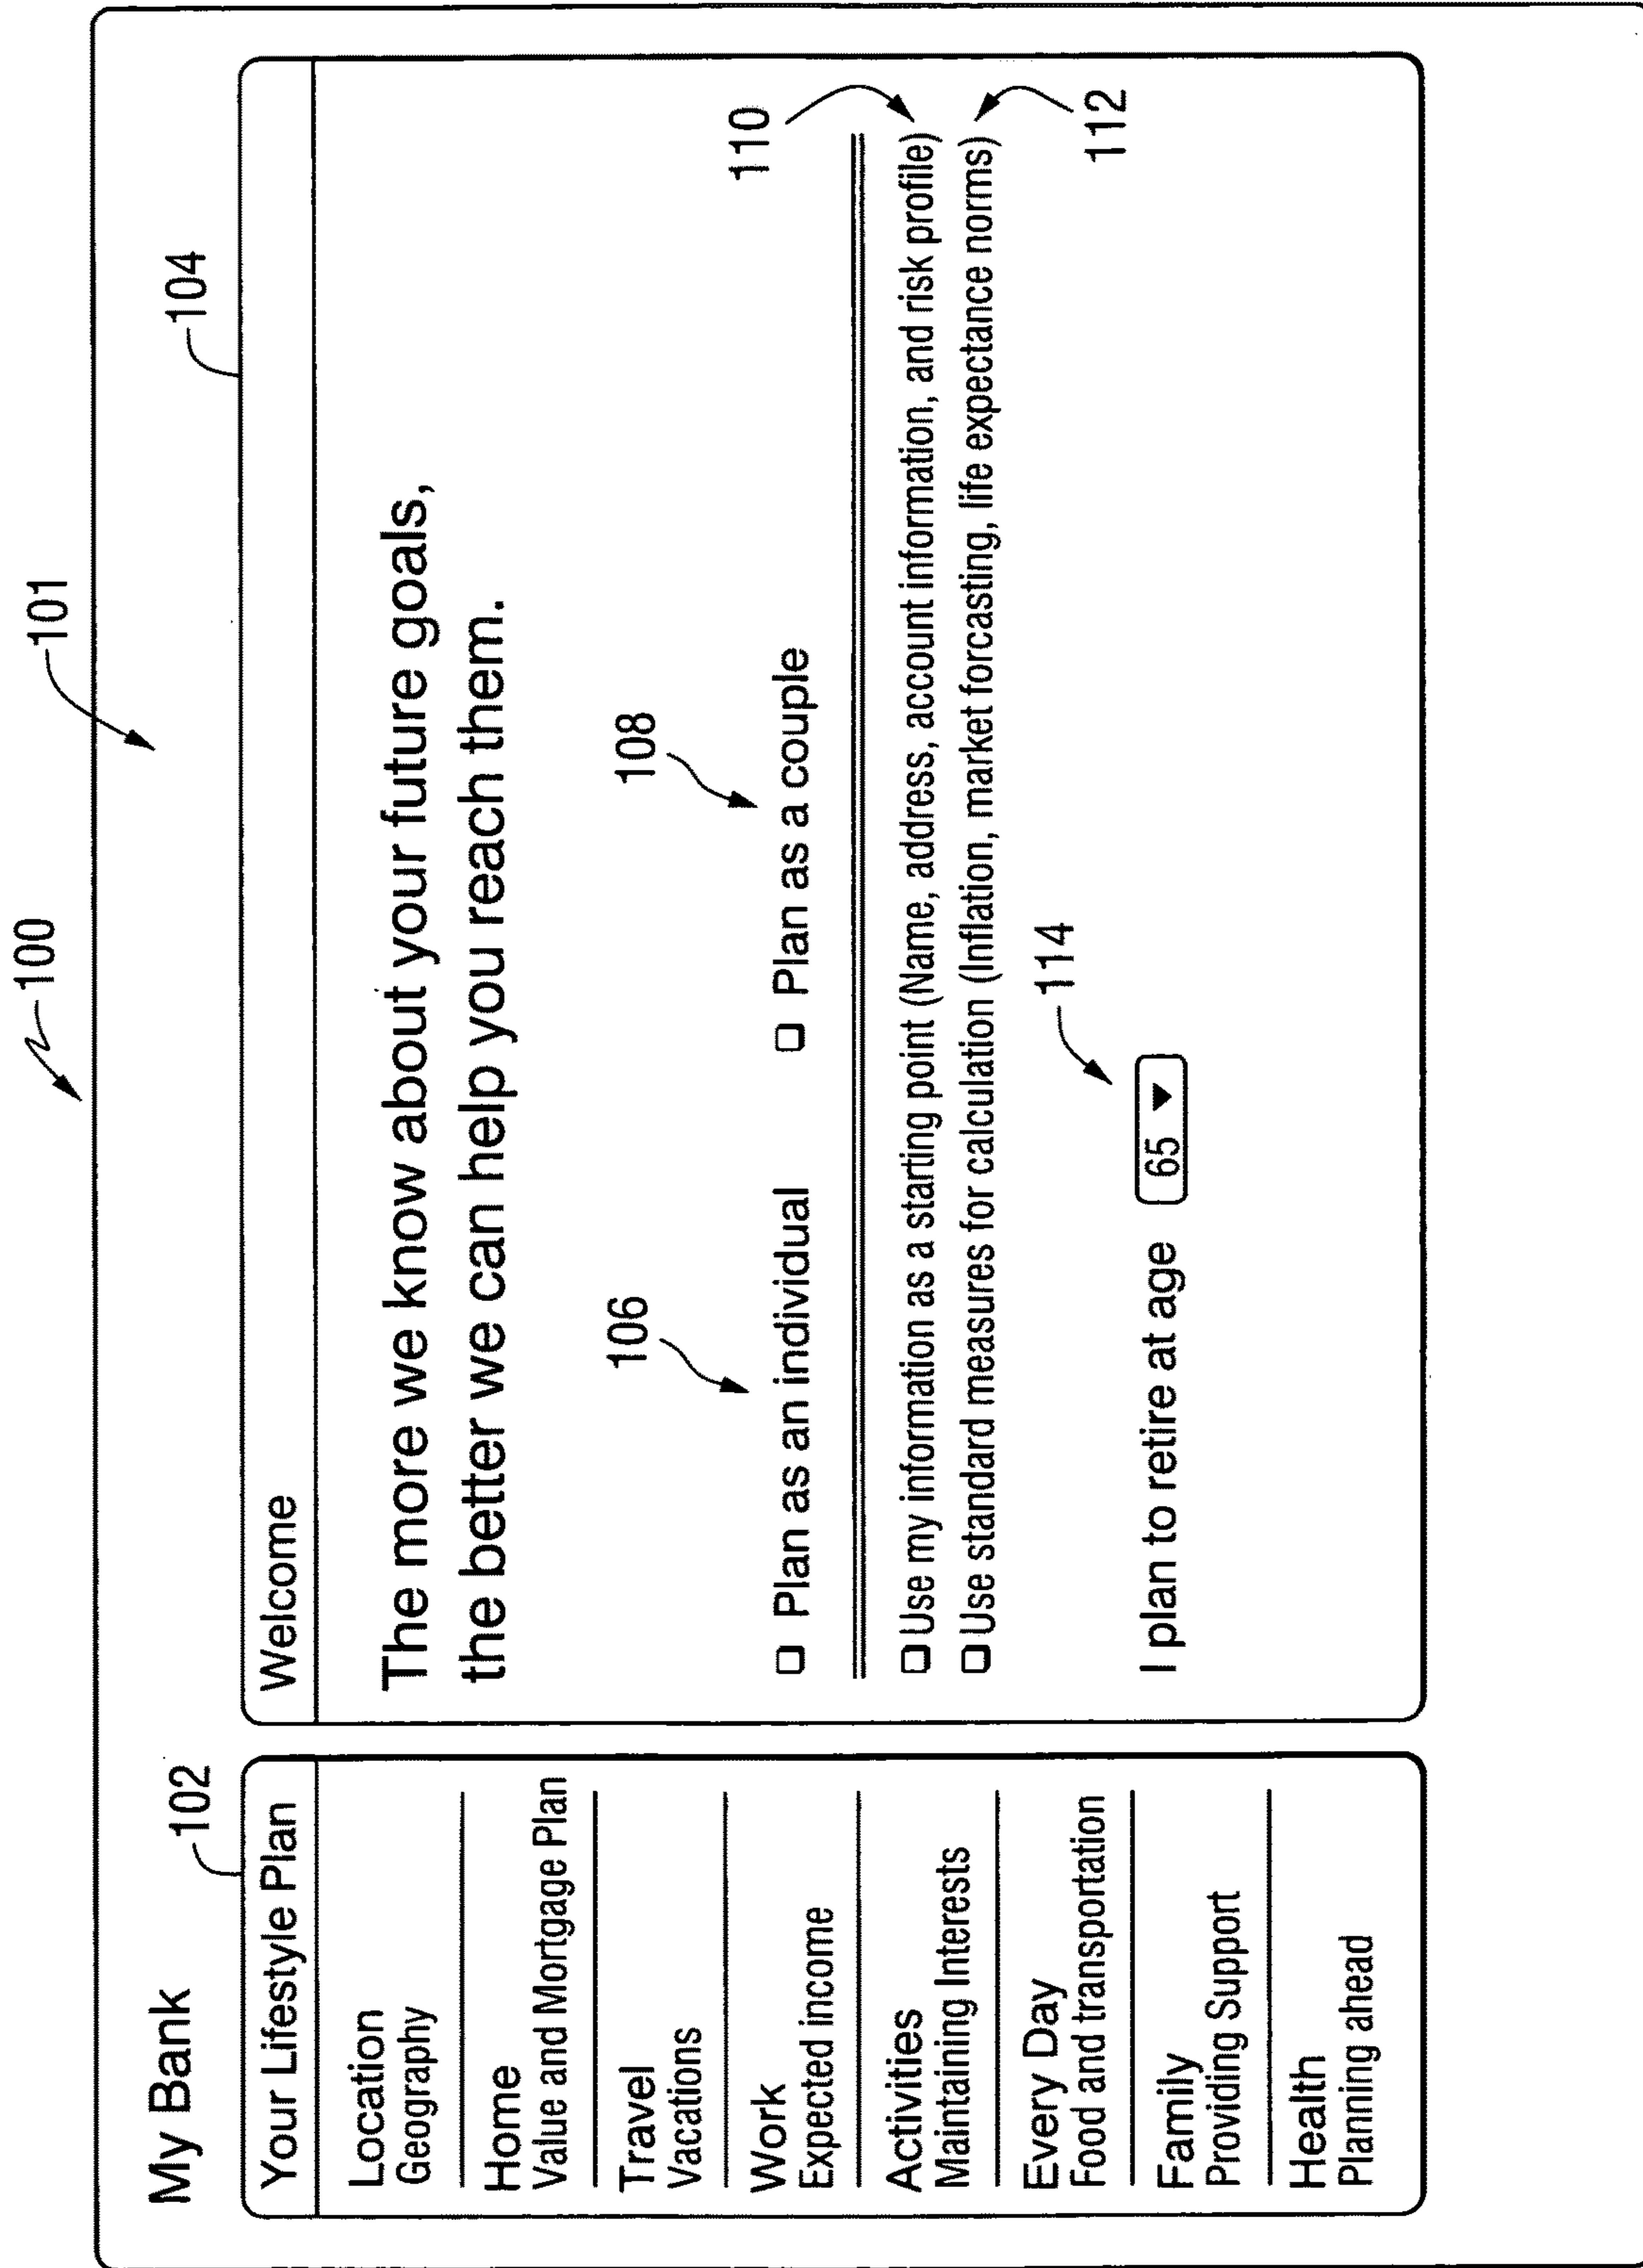 100
101
My Bank
102
104
Your Lifestyle Plan
Location
Geography
Home
Value and Mortgage Plan
Travel
Vacations
Work
Expected income
Activities
Maintaining Interests
Every Day
Food and transportation
Family
Providing Support
Health
Planning ahead
Welcome
The more we know about your future goals,
the better we can help you reach them.
106
108
Plan as an individual
Plan as a couple
110
Use my information as a starting point (Name, address, account information, and risk profile)
Use standard measures for calculation (Inflation, market forcasting, life expectance norms)
112
114
I plan to retire at age 65 ▼